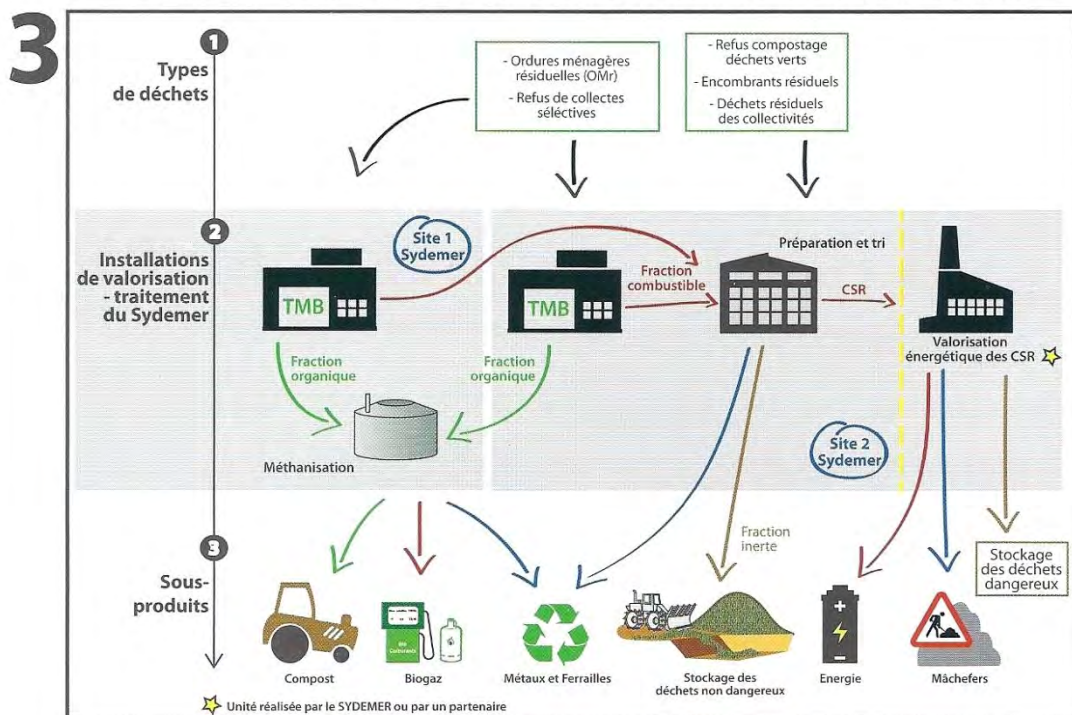 3
1
Types
de déchets
- Ordures ménagères
résiduelles (OMr)
- Refus de collectes
séléctives
- Refus compostage
déchets verts
- Encombrants résiduels
- Déchets résiduels
des collectivités
2
Installations
de valorisation
- traitement
du Sydemer
Site 1
Sydemer
TMB
TMB
Fraction
combustible
Préparation et tri
CSR
Valorisation
énergétique des CSR
Fraction
organique
Fraction
organique
Méthanisation
Site 2
Sydemer
3
Sous-
produits
Fraction
inerte
Stockage
des déchets
dangereux
Compost
Biogaz
Métaux et Ferrailles
Stockage des
déchets non dangereux
Energie
Mâchefers
Unité réalisée par le SYDEMER ou par un partenaire